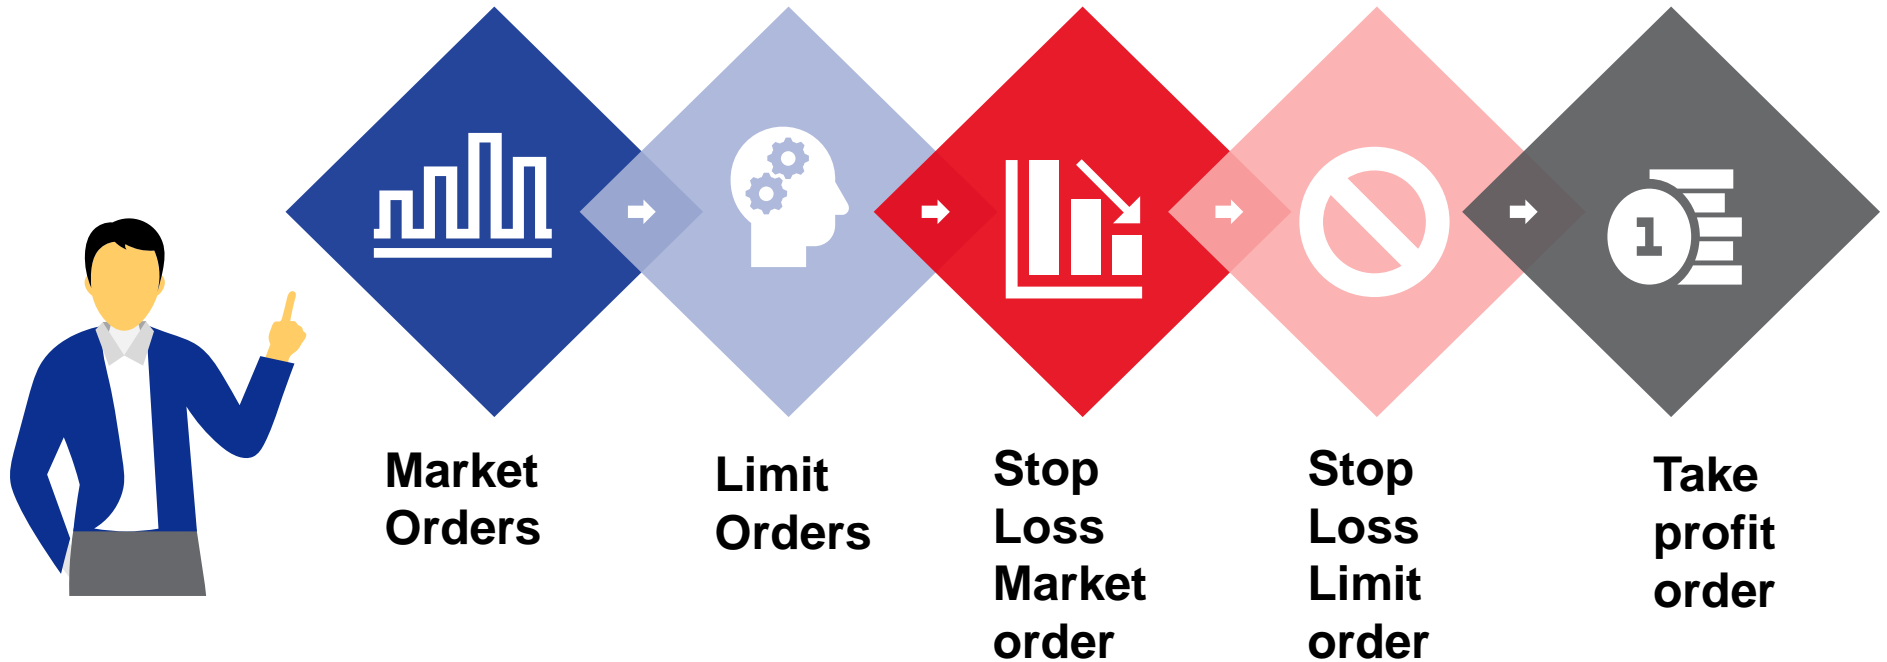 1
Market
Orders
Limit
Orders
Stop
Loss
Market
order
Stop
Loss
Limit
order
Take
profit
order